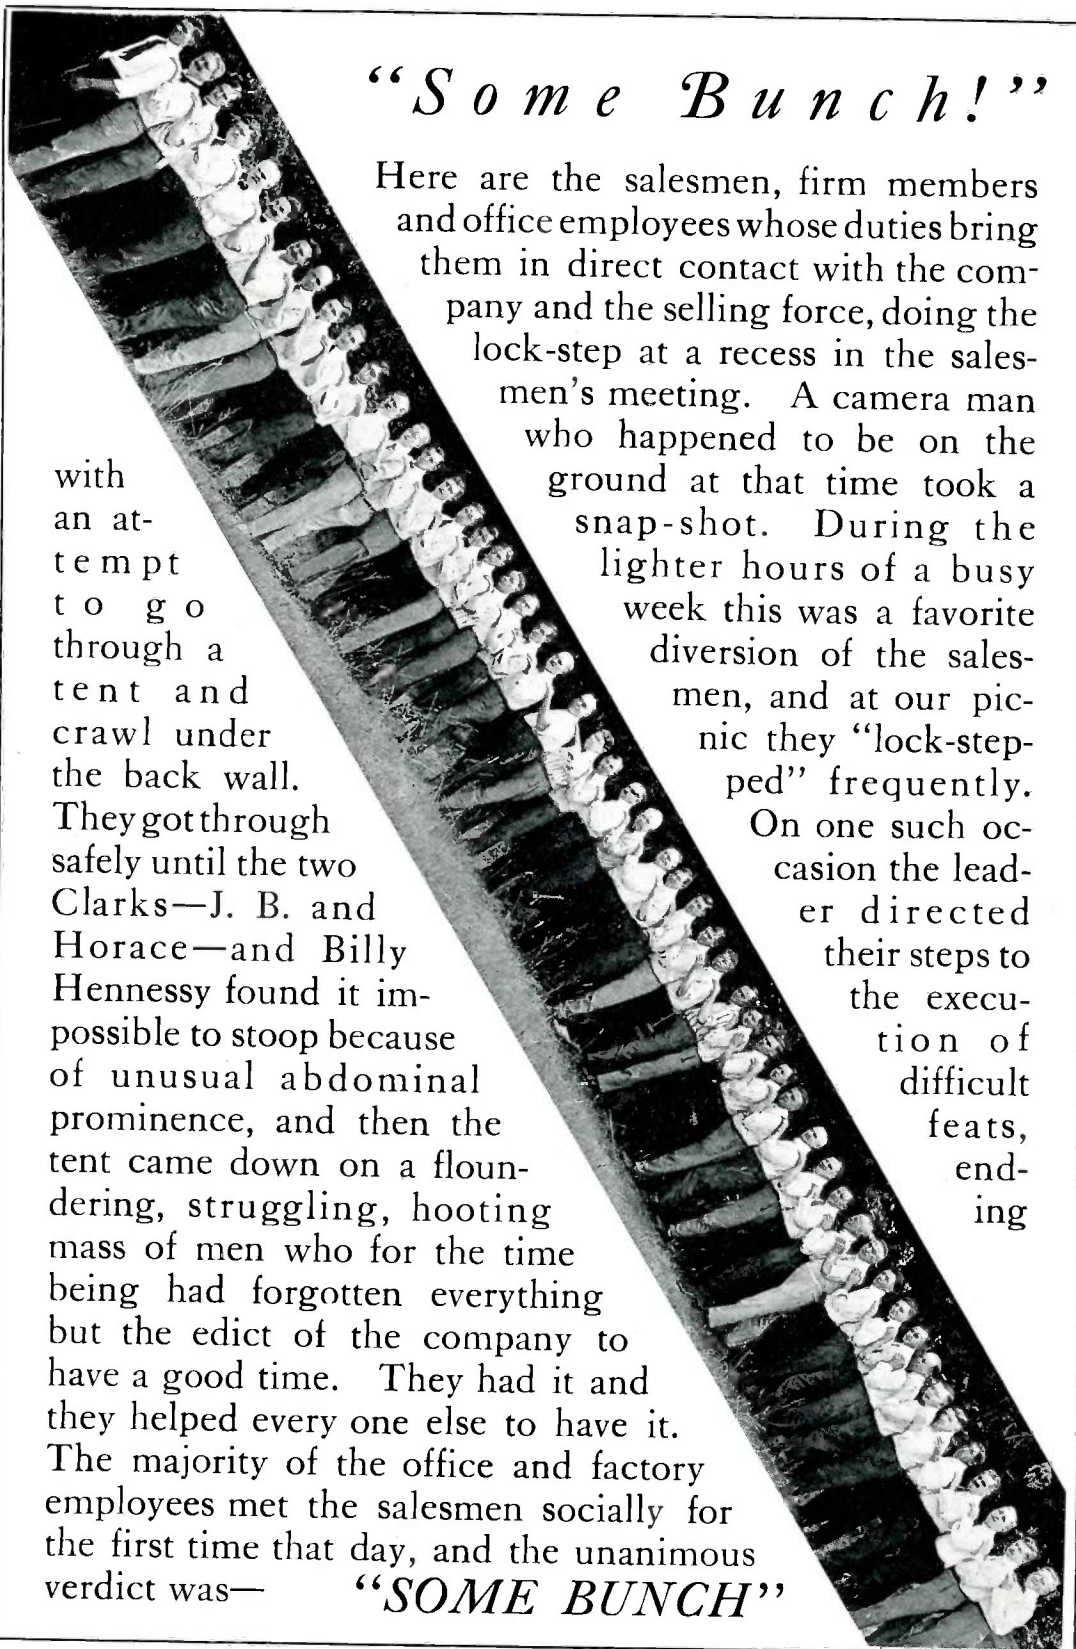 “Some Bunch!”
Here are the salesmen, firm members
and office employees whose duties bring
them in direct contact with the com-
pany and the selling force, doing the
lock-step at a recess in the sales-
men’s meeting. A camera man
who happened to be on the
ground at that time took a
snap-shot. During the
lighter hours of a busy
week this was a favorite
diversion of the sales-
men, and at our pic-
nic they “lock-step-
ped” frequently.
On one such oc-
casion the lead-
er directed
their steps to
the execu-
tion of
difficult
feats,
end-
ing
with
an at-
tempt
to go
through a
tent and
crawl under
the back wall.
They got through
safely until the two
Clarks—J. B. and
Horace—and Billy
Hennessy found it im-
possible to stoop because
of unusual abdominal
prominence, and then the
tent came down on a floun-
dering, struggling, hooting
mass of men who for the time
being had forgotten everything
but the edict of the company to
have a good time. They had it and
they helped every one else to have it.
The majority of the office and factory
employees met the salesmen socially for
the first time that day, and the unanimous
verdict was— “SOME BUNCH”